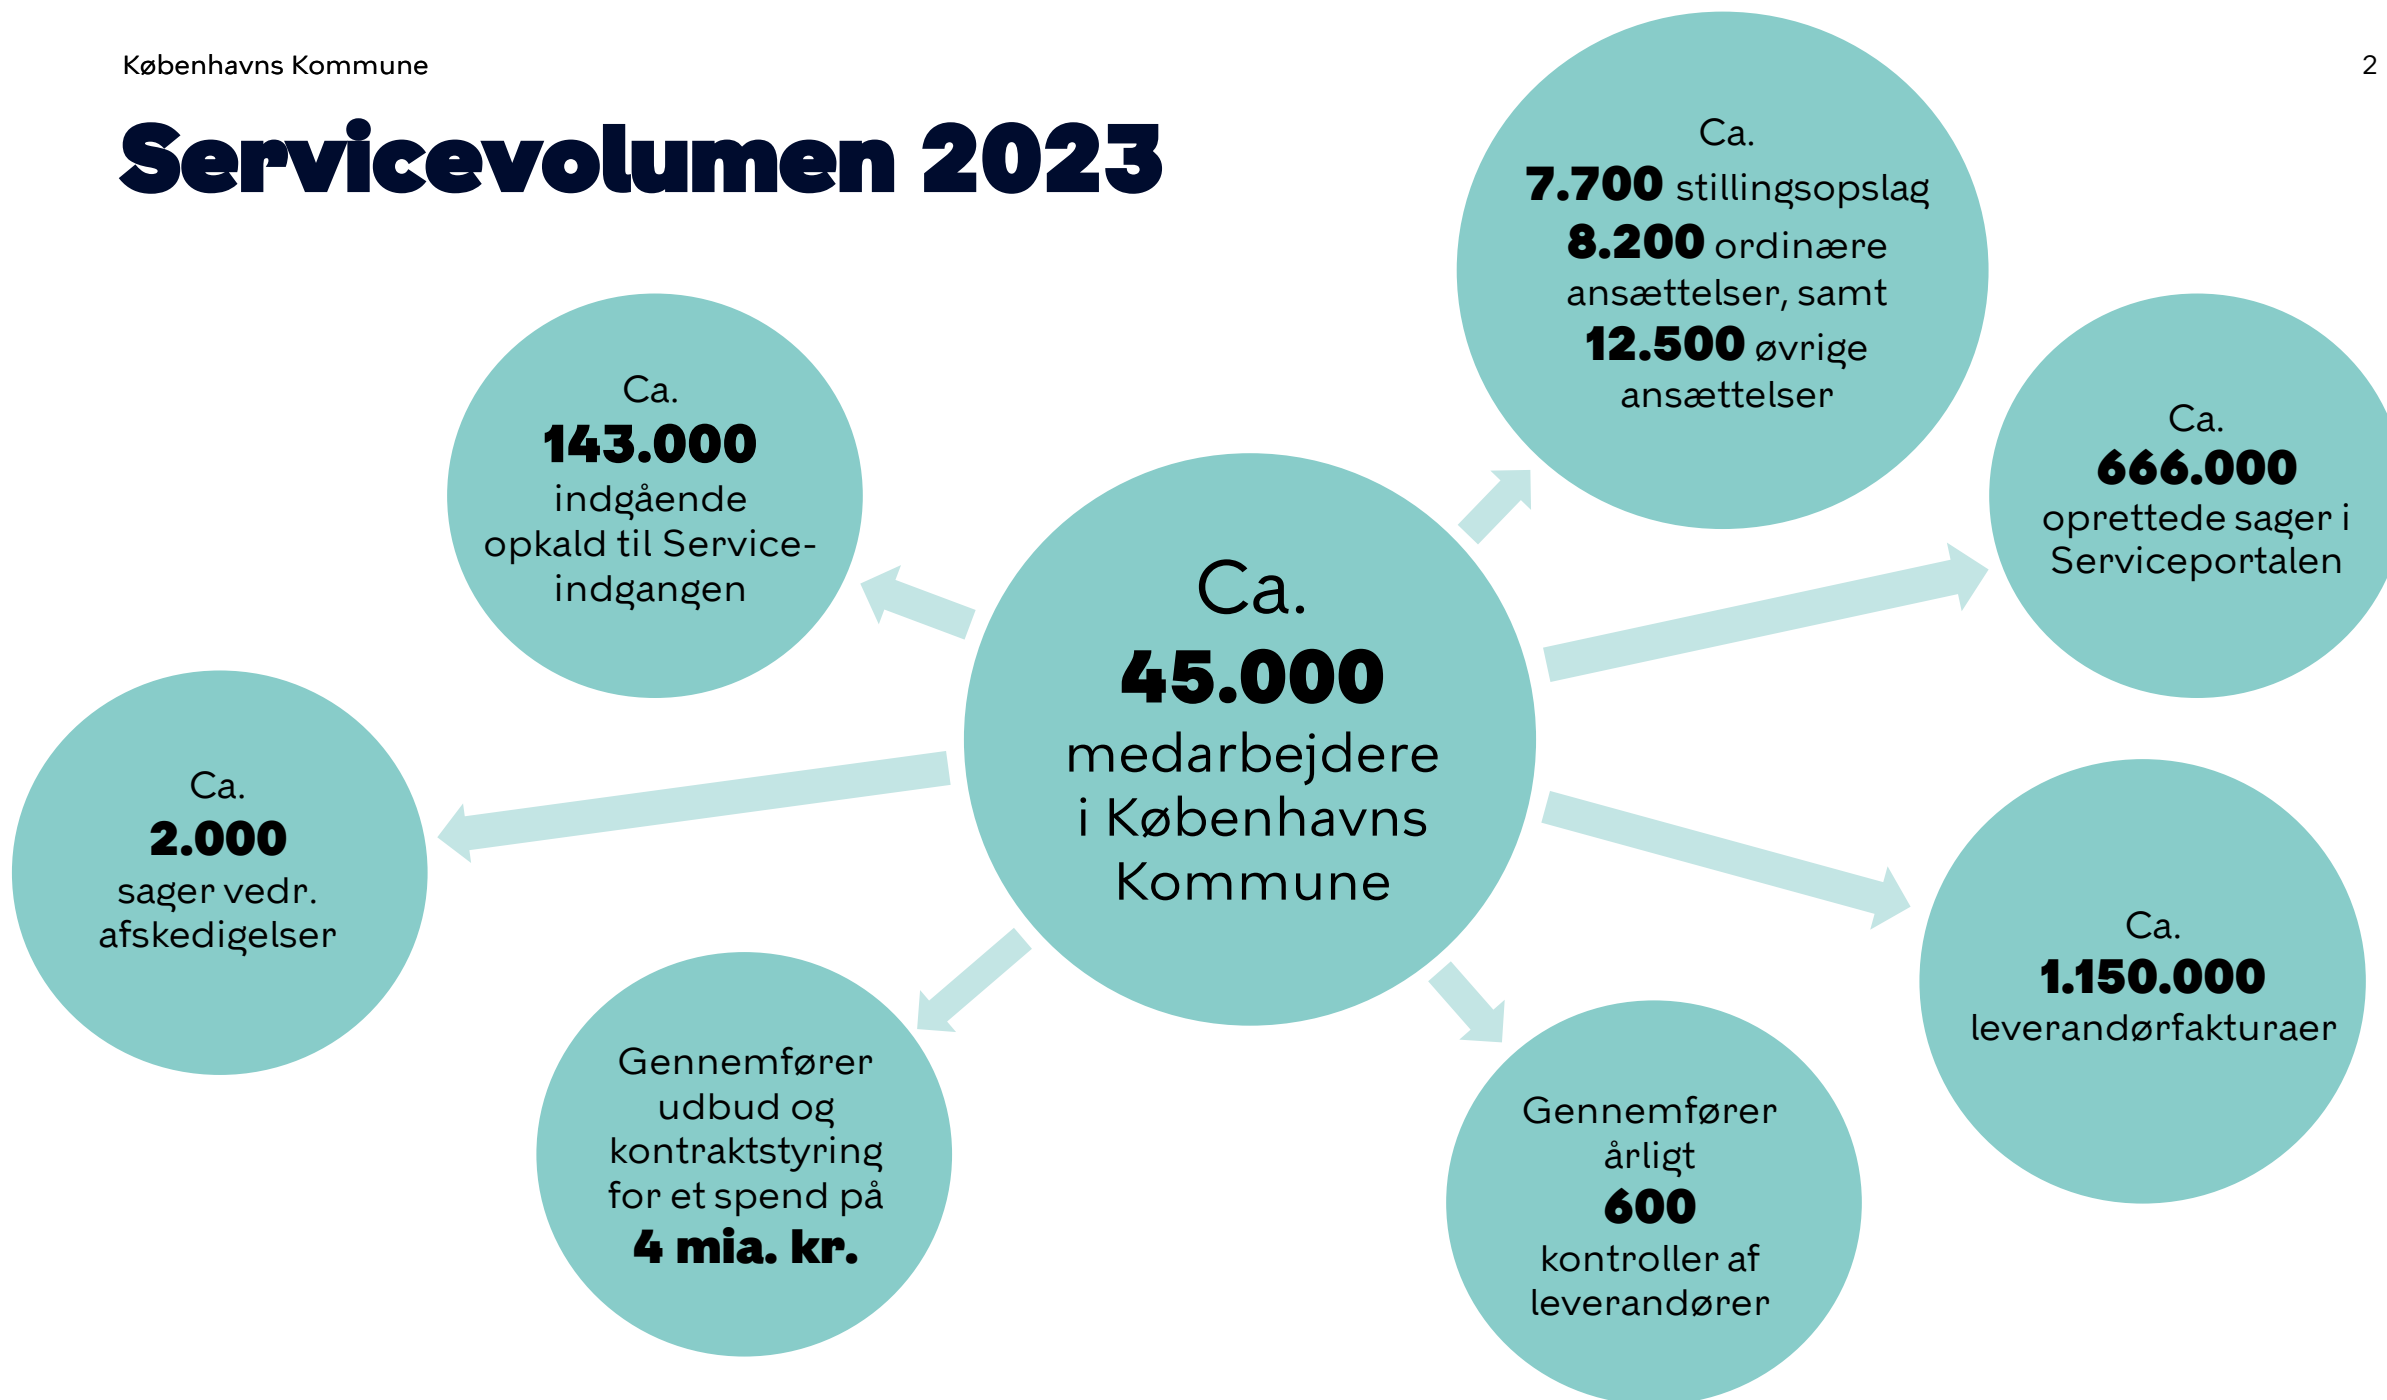 Københavns Kommune
2
Servicevolumen 2023
Ca.
7.700 stillingsopslag
8.200 ordinære
ansættelser, samt
12.500 øvrige
ansættelser
Ca.
143.000
indgående
opkald til Service-
indgangen
Ca.
666.000
oprettede sager i
Serviceportalen
Ca.
45.000
medarbejdere
i Københavns
Kommune
Ca.
2.000
sager vedr.
afskedigelser
Ca.
1.150.000
leverandørfakturaer
Gennemfører
udbud og
kontraktstyring
for et spend på
4 mia. kr.
Gennemfører
årligt
600
kontroller af
leverandører